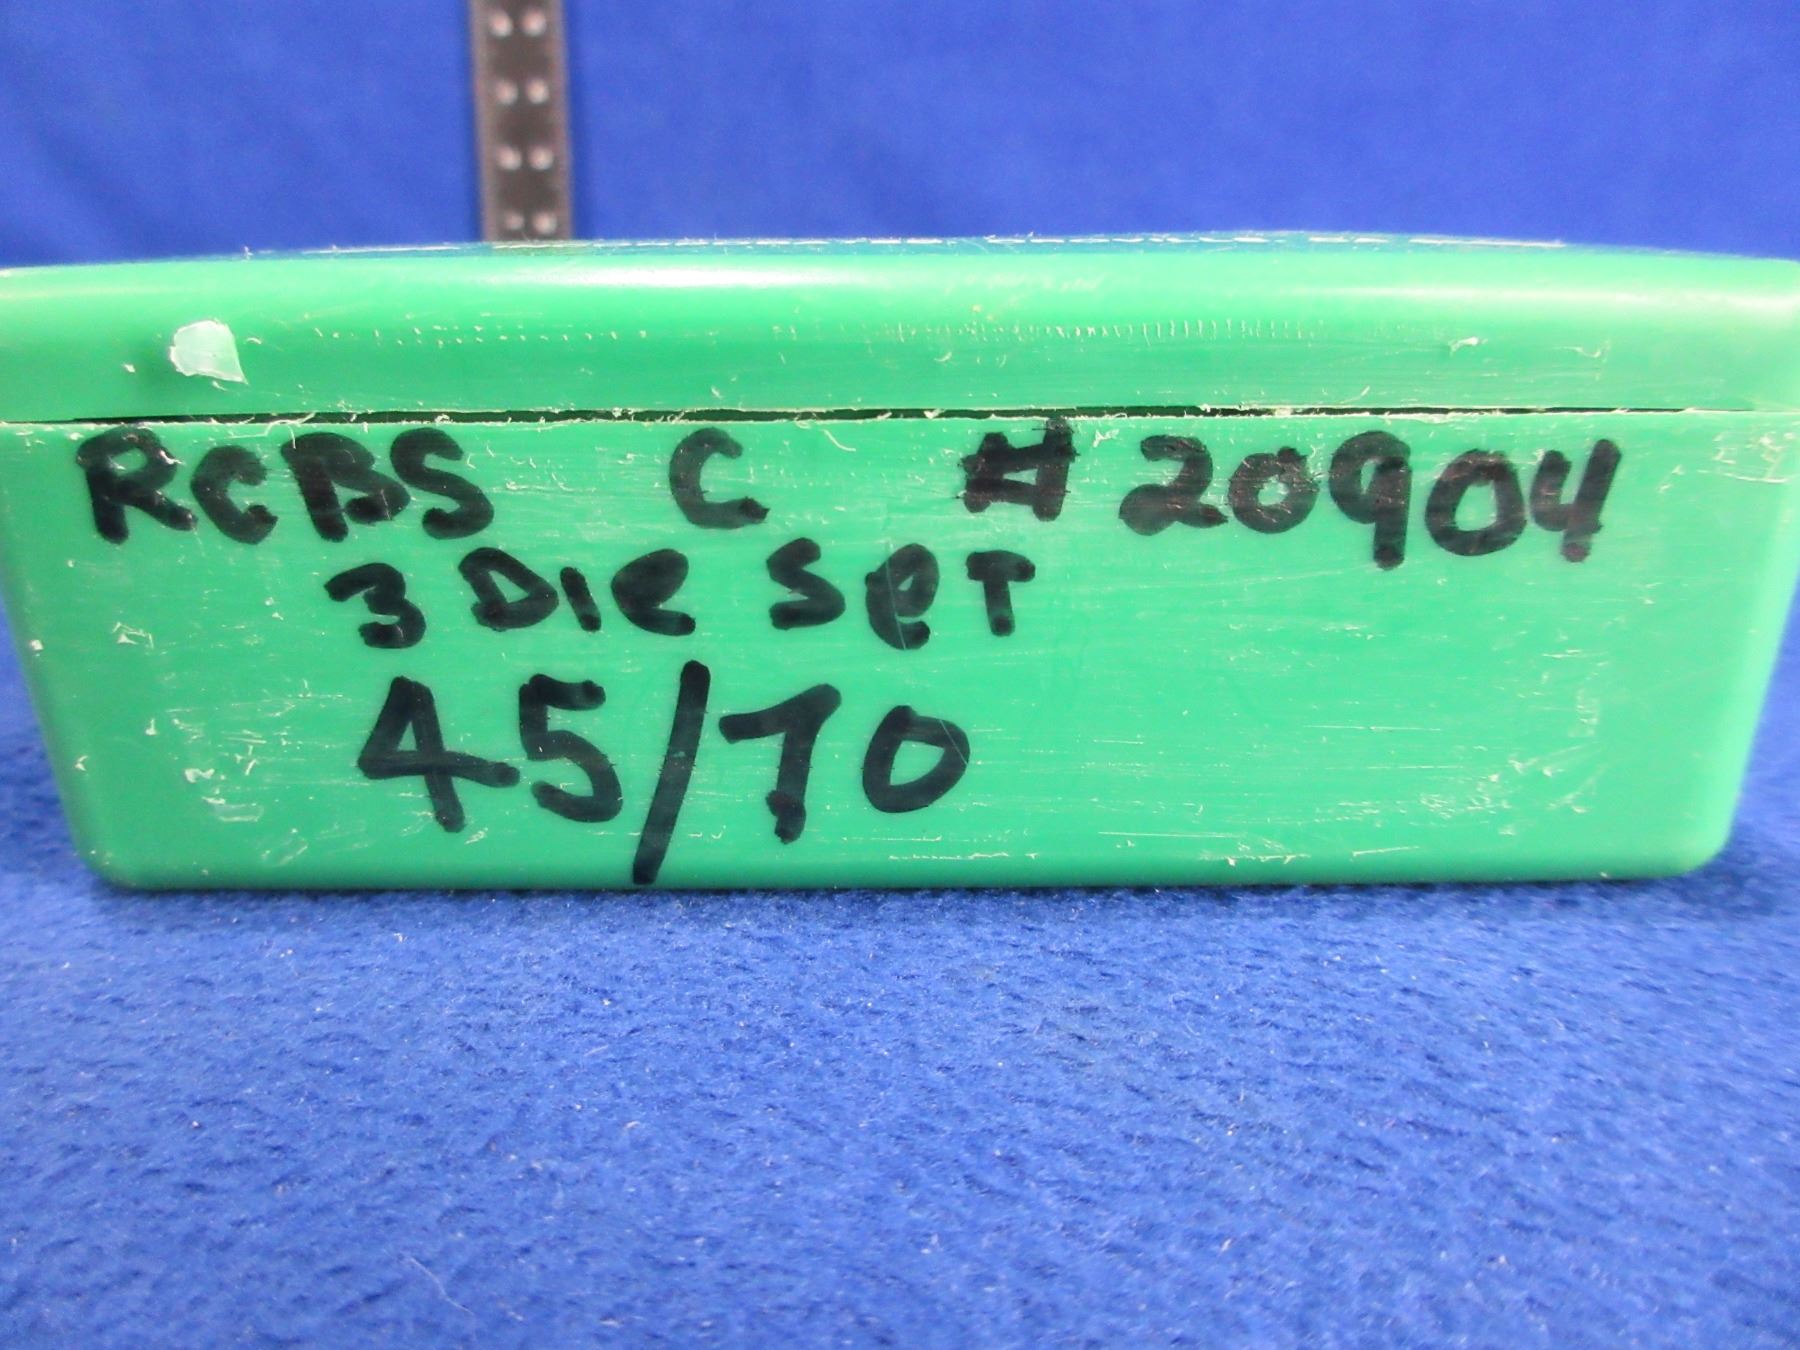 RCBS C #20904
3 Die SeT
45/70